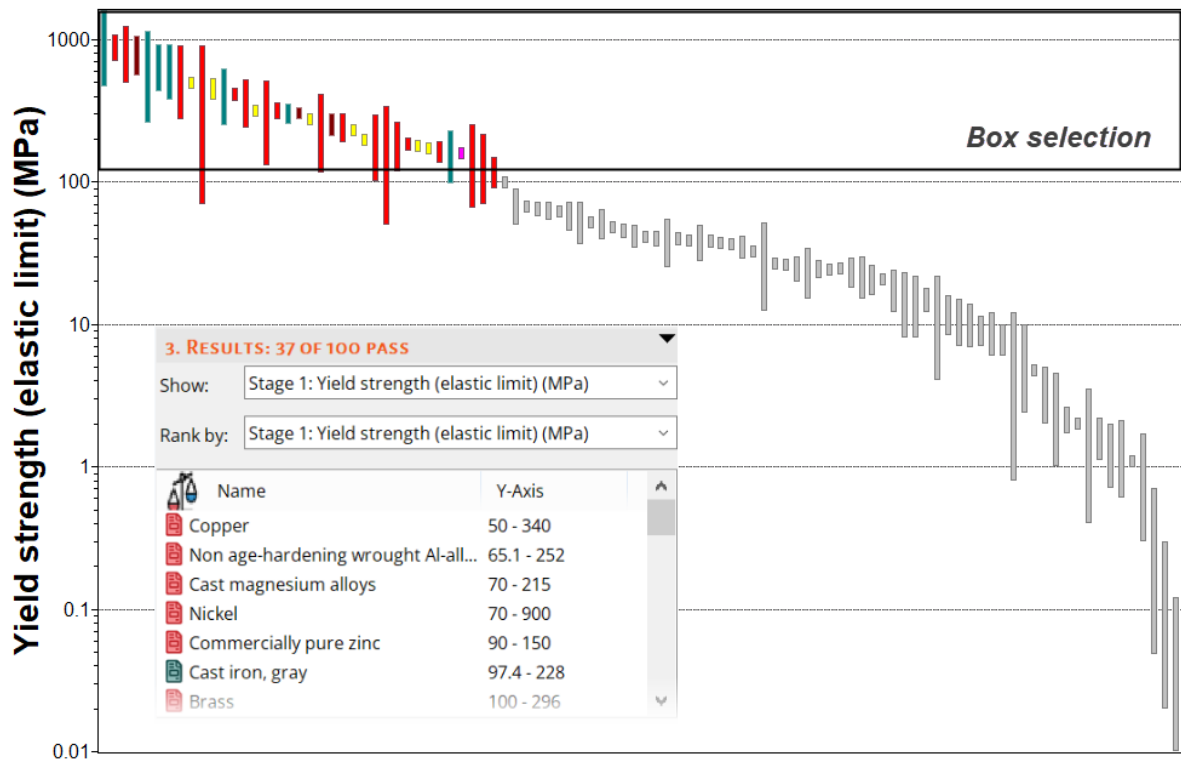 Yield strength (elastic limit) (MPa)
1000
100
10
1
0.1
0.01
Box selection
3. RESULTS: 37 OF 100 PASS
Show: Stage 1: Yield strength (elastic limit) (MPa)
Rank by: Stage 1: Yield strength (elastic limit) (MPa)
Name Y-Axis
Copper 50 - 340
Non age-hardening wrought Al-all... 65.1 - 252
Cast magnesium alloys 70 - 215
Nickel 70 - 900
Commercially pure zinc 90 - 150
Cast iron, gray 97.4 - 228
Brass 100 - 296